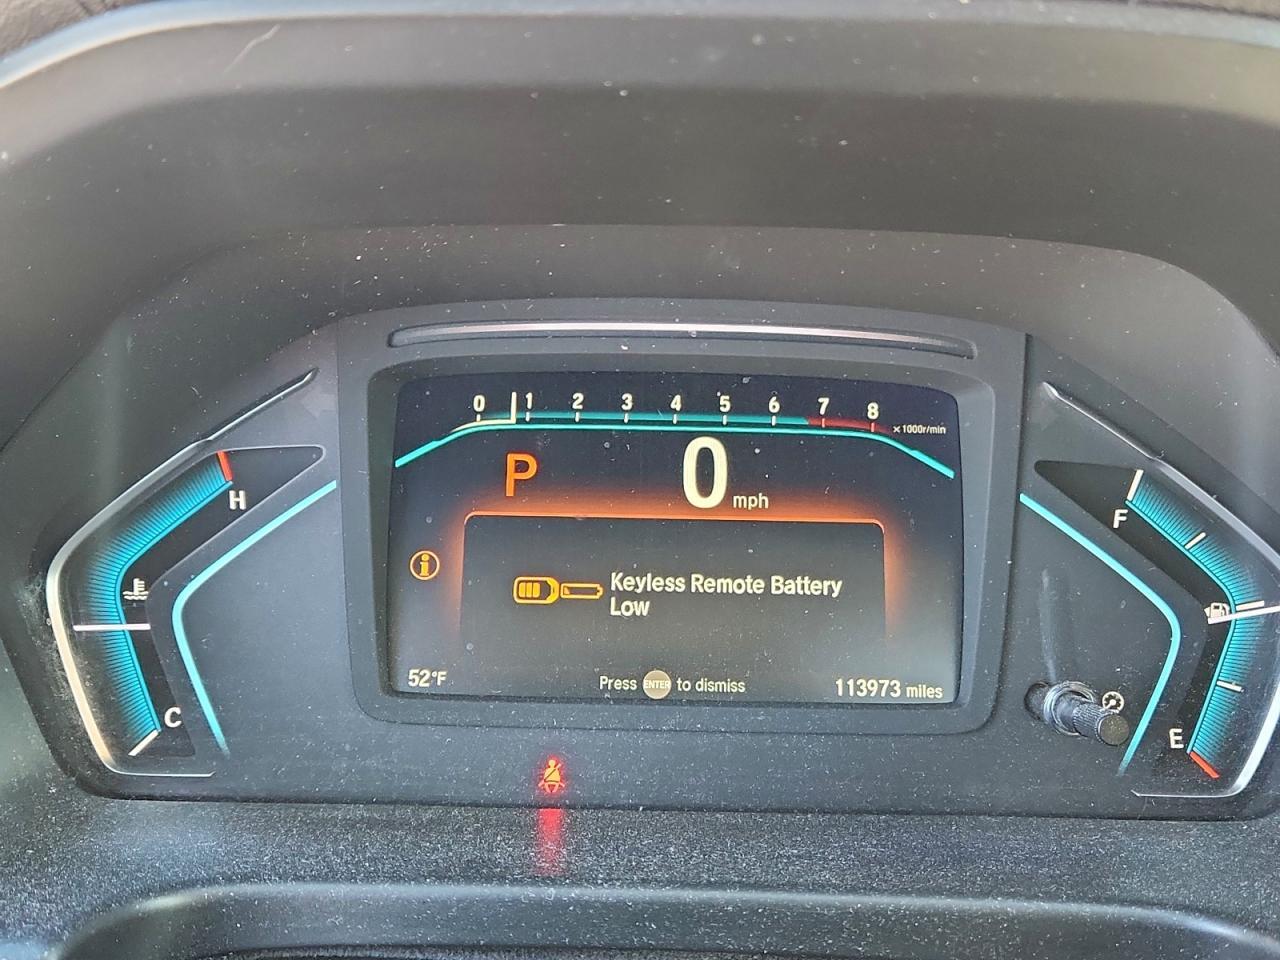 0 1 2 3 4 5 6 7 8
x1000r/min
P 0 mph
H
F
i
Keyless Remote Battery
Low
52°F
Press ENTER to dismiss
113973 miles
C
E